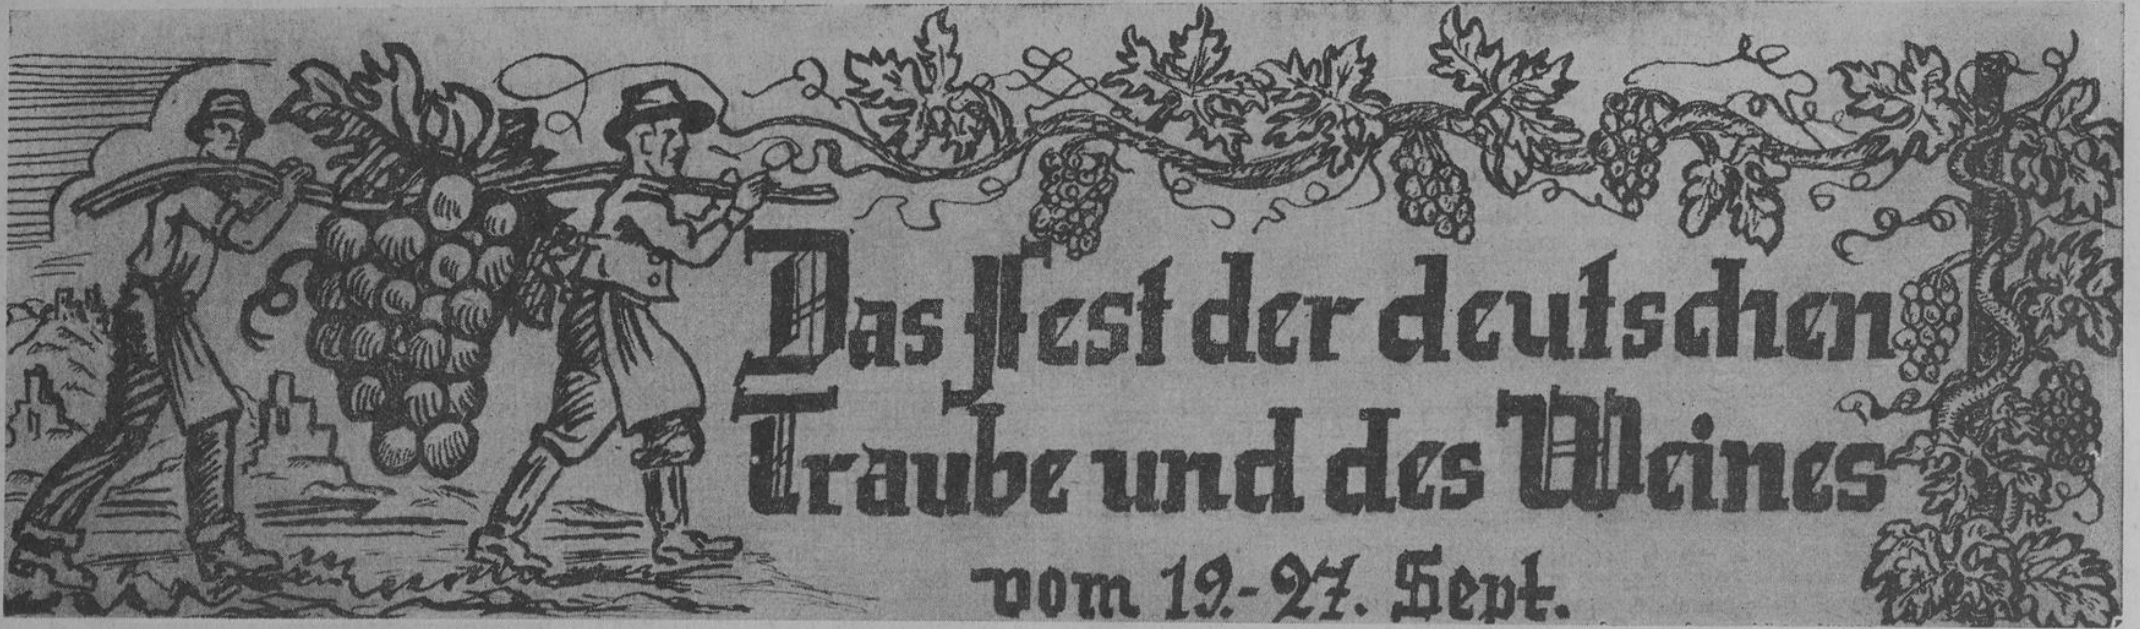 Das Fest der deutschen
Traube und des Weines
vom 19.-27. Sept.